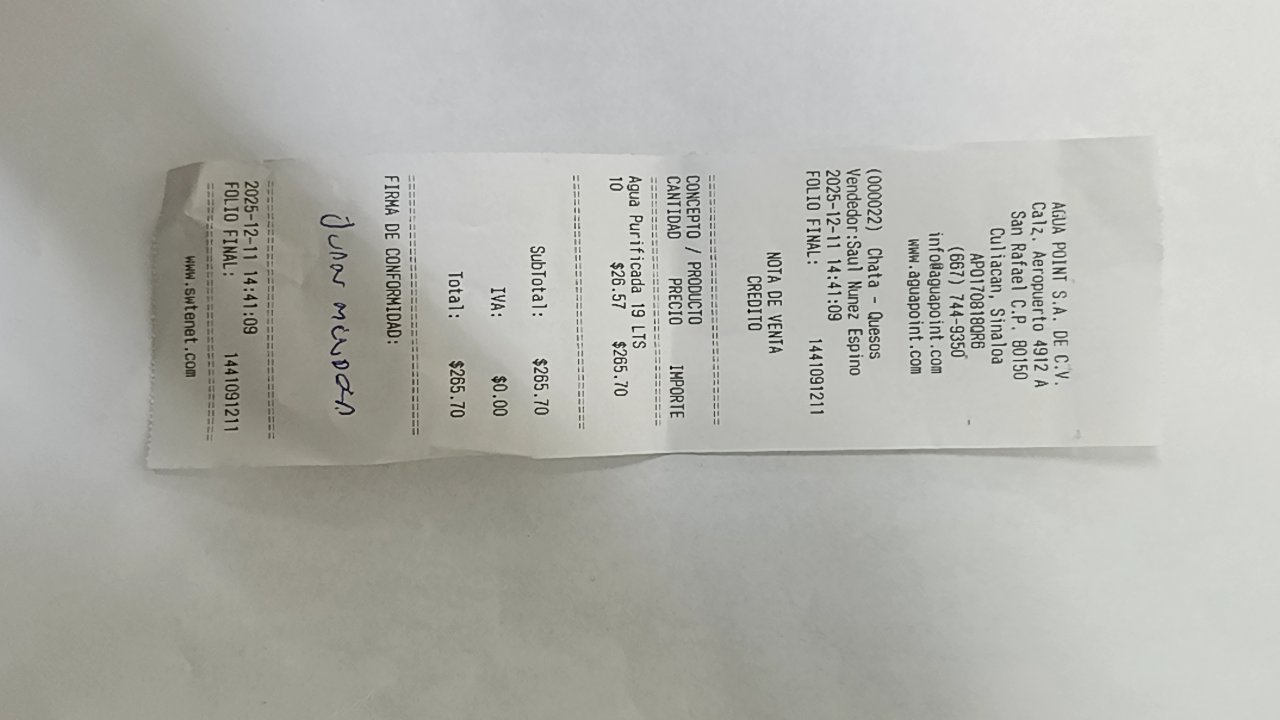 AGUA POINT S.A. DE C.V.
Calz. Aeropuerto 4912 A
San Rafael C.P. 80150
Culiacan, Sinaloa
APO170818QR6
(667) 744-9350
info@aguapoint.com
www.aguapoint.com
(000022) Chata - Quesos
Vendedor:Saul Nunez Espino
2025-12-11 14:41:09
FOLIO FINAL: 1441091211
NOTA DE VENTA
CREDITO
CONCEPTO / PRODUCTO
CANTIDAD PRECIO IMPORTE
Agua Purificada 19 LTS
10 $26.57 $265.70
SubTotal: $265.70
IVA: $0.00
Total: $265.70
FIRMA DE CONFORMIDAD:
Juan
2025-12-11 14:41:09
FOLIO FINAL: 1441091211
www.swtenet.com